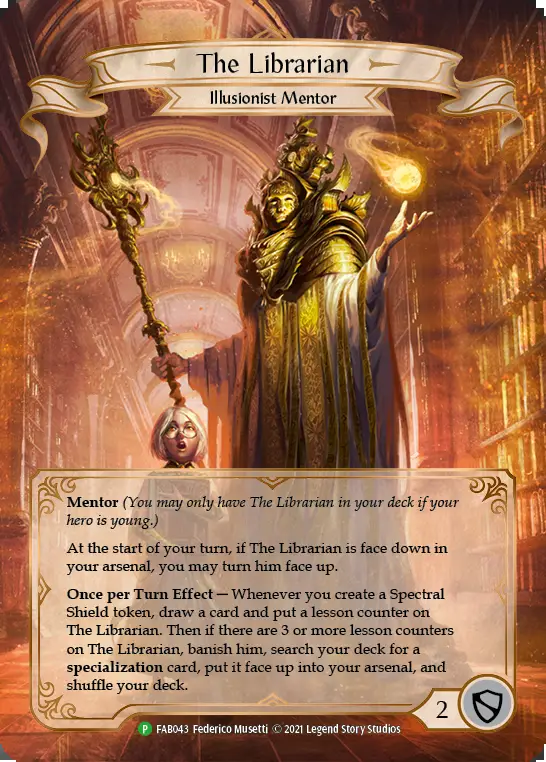 The Librarian
Illusionist Mentor
Mentor (You may only have The Librarian in your deck if your
hero is young.)
At the start of your turn, if The Librarian is face down in
your arsenal, you may turn him face up.
Once per Turn Effect — Whenever you create a Spectral
Shield token, draw a card and put a lesson counter on
The Librarian. Then if there are 3 or more lesson counters
on The Librarian, banish him, search your deck for a
specialization card, put it face up into your arsenal, and
shuffle your deck.
2
P FAB043 Federico Musetti © 2021 Legend Story Studios